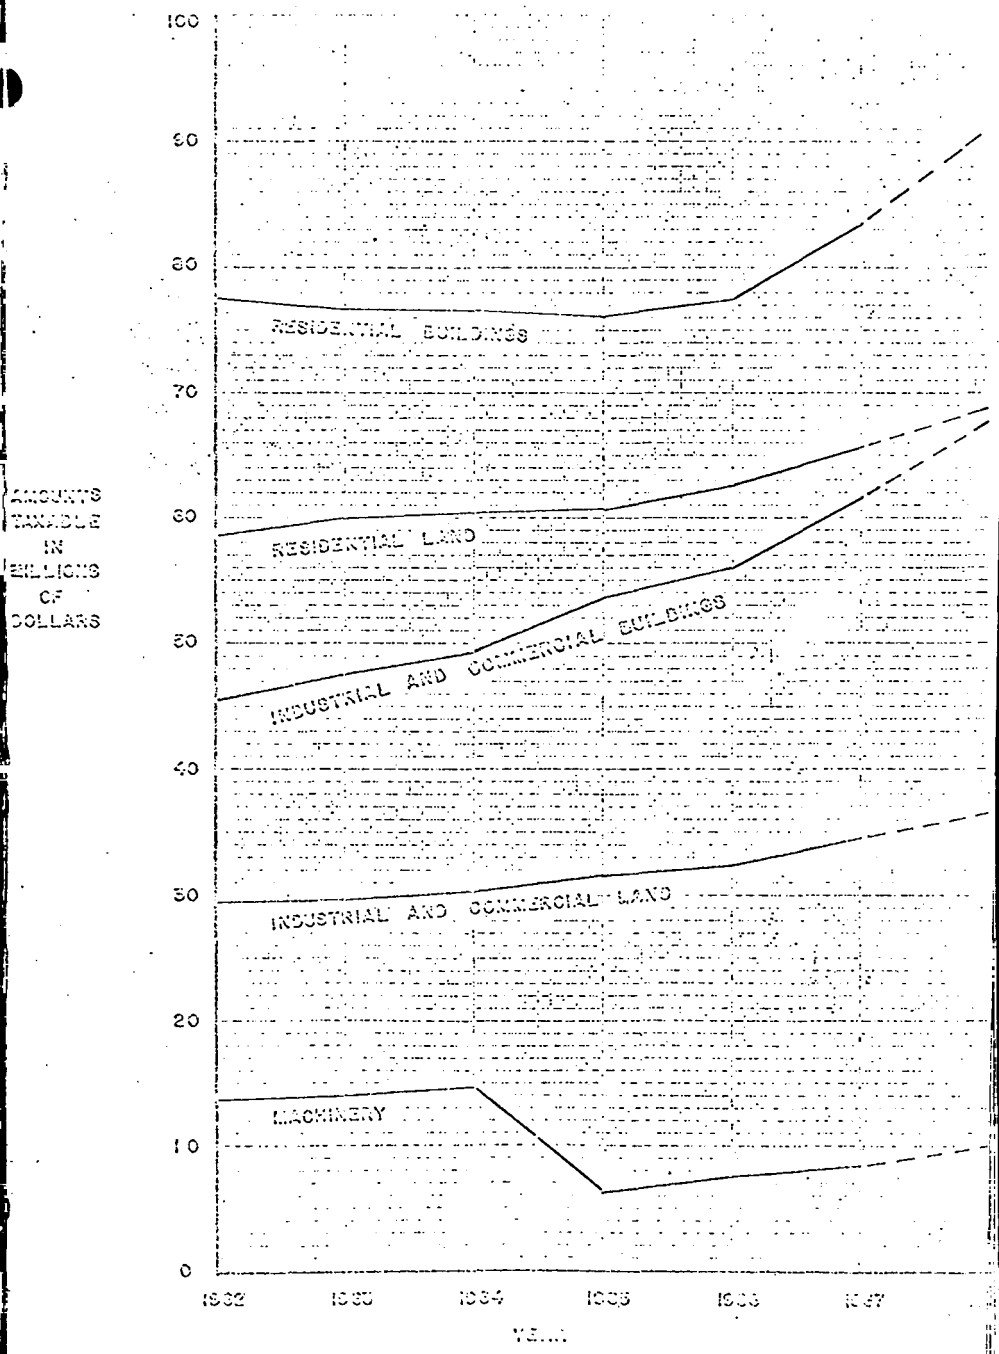 100
90
80
RESIDENTIAL BUILDINGS
70
AMOUNTS
TAXABLE
IN
BILLIONS
OF
DOLLARS
60
RESIDENTIAL LAND
50
INDUSTRIAL AND COMMERCIAL BUILDINGS
40
30
INDUSTRIAL AND COMMERCIAL LAND
20
MACHINERY
10
0
YEAR